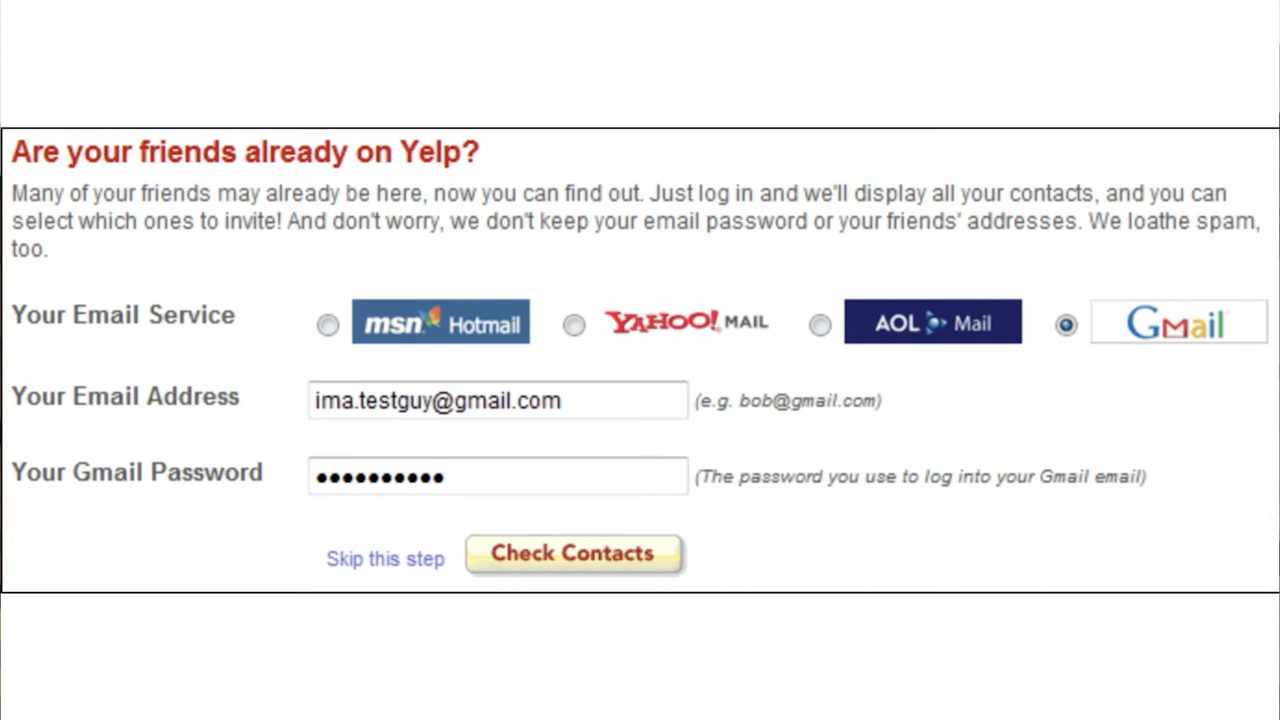 Are your friends already on Yelp?
Many of your friends may already be here, now you can find out. Just log in and we'll display all your contacts, and you can
select which ones to invite! And don't worry, we don't keep your email password or your friends' addresses. We loathe spam,
too.
Your Email Service msn Hotmail YAHOO! MAIL AOL Mail Gmail
Your Email Address ima.testguy@gmail.com (e.g. bob@gmail.com)
Your Gmail Password •••••••••• (The password you use to log into your Gmail email)
Skip this step Check Contacts